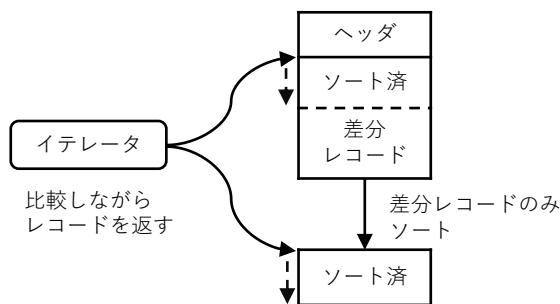 ヘッダ
ソート済
差分
レコード
イテレータ
比較しながら
レコードを返す
差分レコードのみ
ソート
ソート済